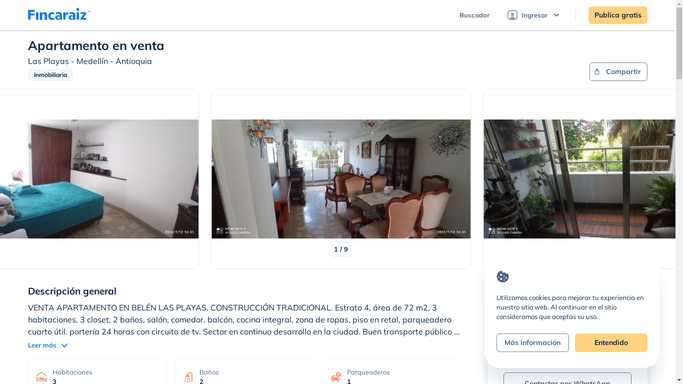 Fincaraiz
Buscador
Ingresar
Publica gratis
Apartamento en venta
Las Playas - Medellín - Antioquia
Inmobiliaria
Compartir
1 / 9
Descripción general
VENTA APARTAMENTO EN BELÉN LAS PLAYAS. CONSTRUCCIÓN TRADICIONAL. Estrato 4, área de 72 m2, 3
habitaciones, 3 closet, 2 baños, salón, comedor, balcón, cocina integral, zona de ropas, piso en retal, parqueadero
cuarto útil. portería 24 horas con circuito de tv. Sector en continuo desarrollo en la ciudad. Buen transporte público ...
Leer más
Habitaciones
3
Baños
2
Parqueaderos
1
Utilizamos cookies para mejorar tu experiencia en
nuestro sitio web. Al continuar en el sitio
consideramos que aceptas su uso.
Más información
Entendido
Contactar por WhatsApp